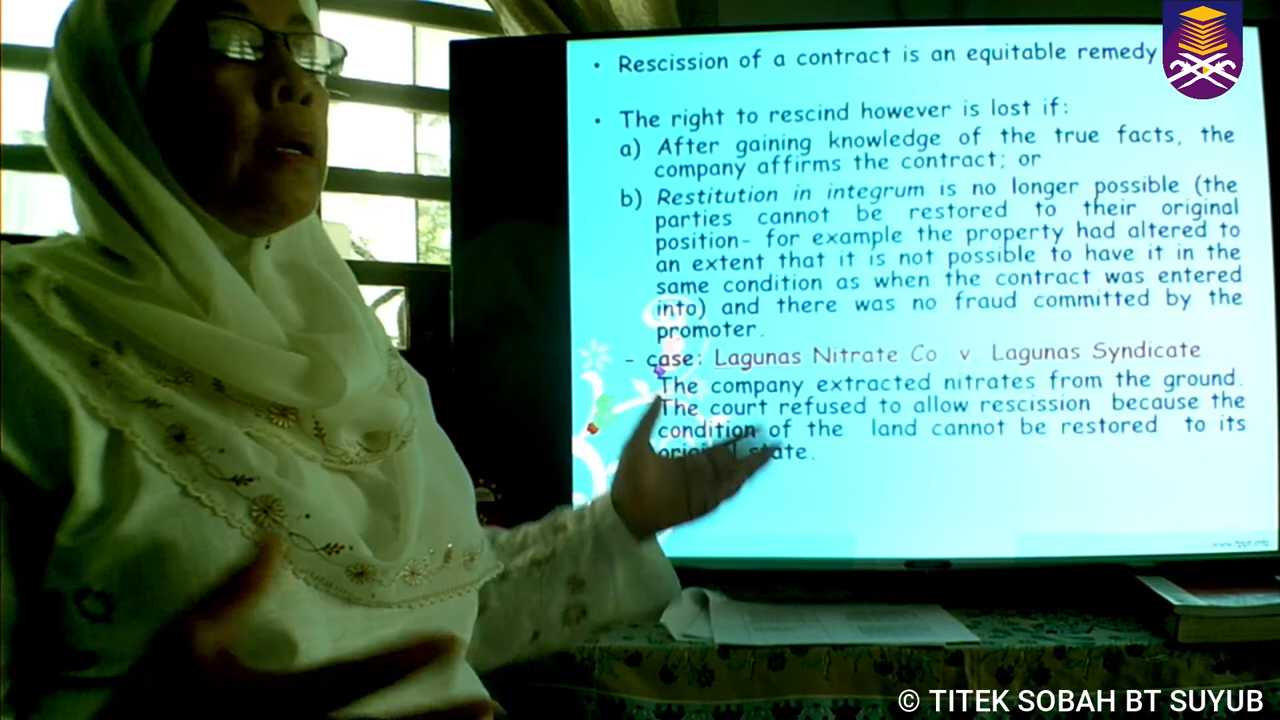 • Rescission of a contract is an equitable remedy
• The right to rescind however is lost if:
a) After gaining knowledge of the true facts, the
company affirms the contract; or
b) Restitution in integrum is no longer possible (the
parties cannot be restored to their original
position- for example the property had altered to
an extent that it is not possible to have it in the
same condition as when the contract was entered
into) and there was no fraud committed by the
promoter.
- case: Lagunas Nitrate Co. v. Lagunas Syndicate
The company extracted nitrates from the ground.
The court refused to allow rescission because the
condition of the land cannot be restored to its
original state.
© TITEK SOBAH BT SUYUB